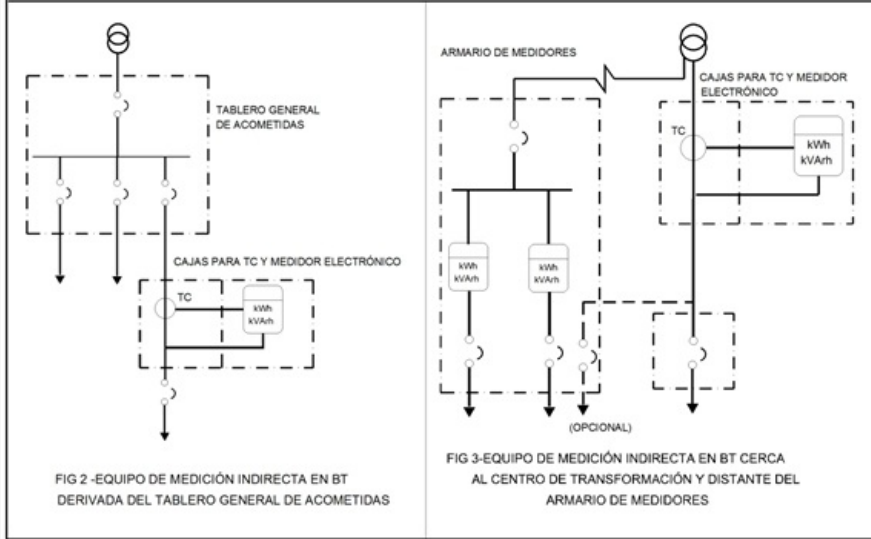 TABLERO GENERAL
DE ACOMETIDAS
CAJAS PARA TC Y MEDIDOR ELECTRÓNICO
TC
kWh
kVArh
FIG 2 -EQUIPO DE MEDICIÓN INDIRECTA EN BT
DERIVADA DEL TABLERO GENERAL DE ACOMETIDAS
ARMARIO DE MEDIDORES
CAJAS PARA TC Y MEDIDOR
ELECTRÓNICO
TC
kWh
kVArh
kWh
kVArh
kWh
kVArh
(OPCIONAL)
FIG 3-EQUIPO DE MEDICIÓN INDIRECTA EN BT CERCA
AL CENTRO DE TRANSFORMACIÓN Y DISTANTE DEL
ARMARIO DE MEDIDORES